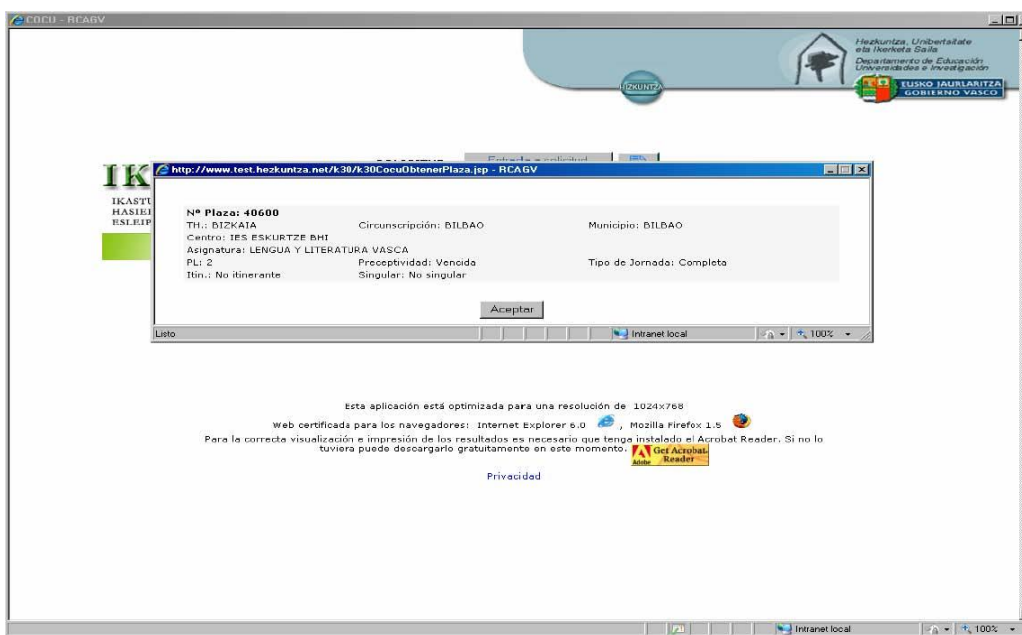 COCU - RCAGV
Hezkuntza, Unibertsitate
eta Ikerketa Saila
Departamento de Educación
Universidades e Investigación
EUSKO JAURLARITZA
GOBIERNO VASCO
HIZKUNTZA
Entrada a solicitud
IK
IKASTU
HASIEI
ESLEIP
http://www.test.hezkuntza.net/k30/k30CocuObtenerPlaza.jsp - RCAGV
Nº Plaza: 40600
TH.: BIZKAIA Circunscripción: BILBAO Municipio: BILBAO
Centro: IES ESKURTZE BHI
Asignatura: LENGUA Y LITERATURA VASCA
PL: 2 Preceptividad: Vencida Tipo de Jornada: Completa
Itin.: No itinerante Singular: No singular
Aceptar
Listo Intranet local 100%
Esta aplicación está optimizada para una resolución de 1024x768
Web certificada para los navegadores: Internet Explorer 6.0 , Mozilla Firefox 1.5
Para la correcta visualización e impresión de los resultados es necesario que tenga instalado el Acrobat Reader. Si no lo
tuviera puede descargarlo gratuitamente en este momento. Get Acrobat Reader Adobe
Privacidad
Intranet local 100%